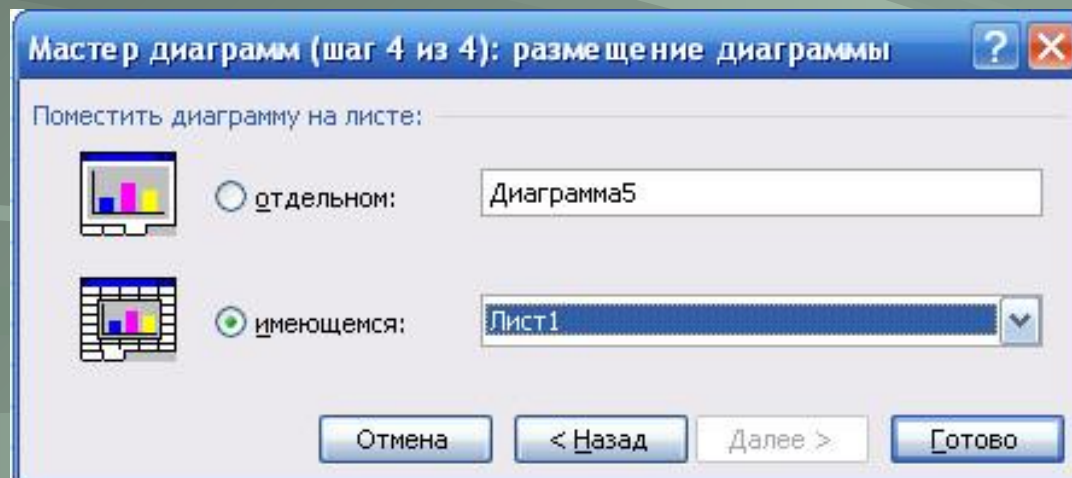 Мастер диаграмм (шаг 4 из 4): размещение диаграммы
Поместить диаграмму на листе:
отдельном: Диаграмма5
имеющемся: Лист1
Отмена < Назад Далее > Готово